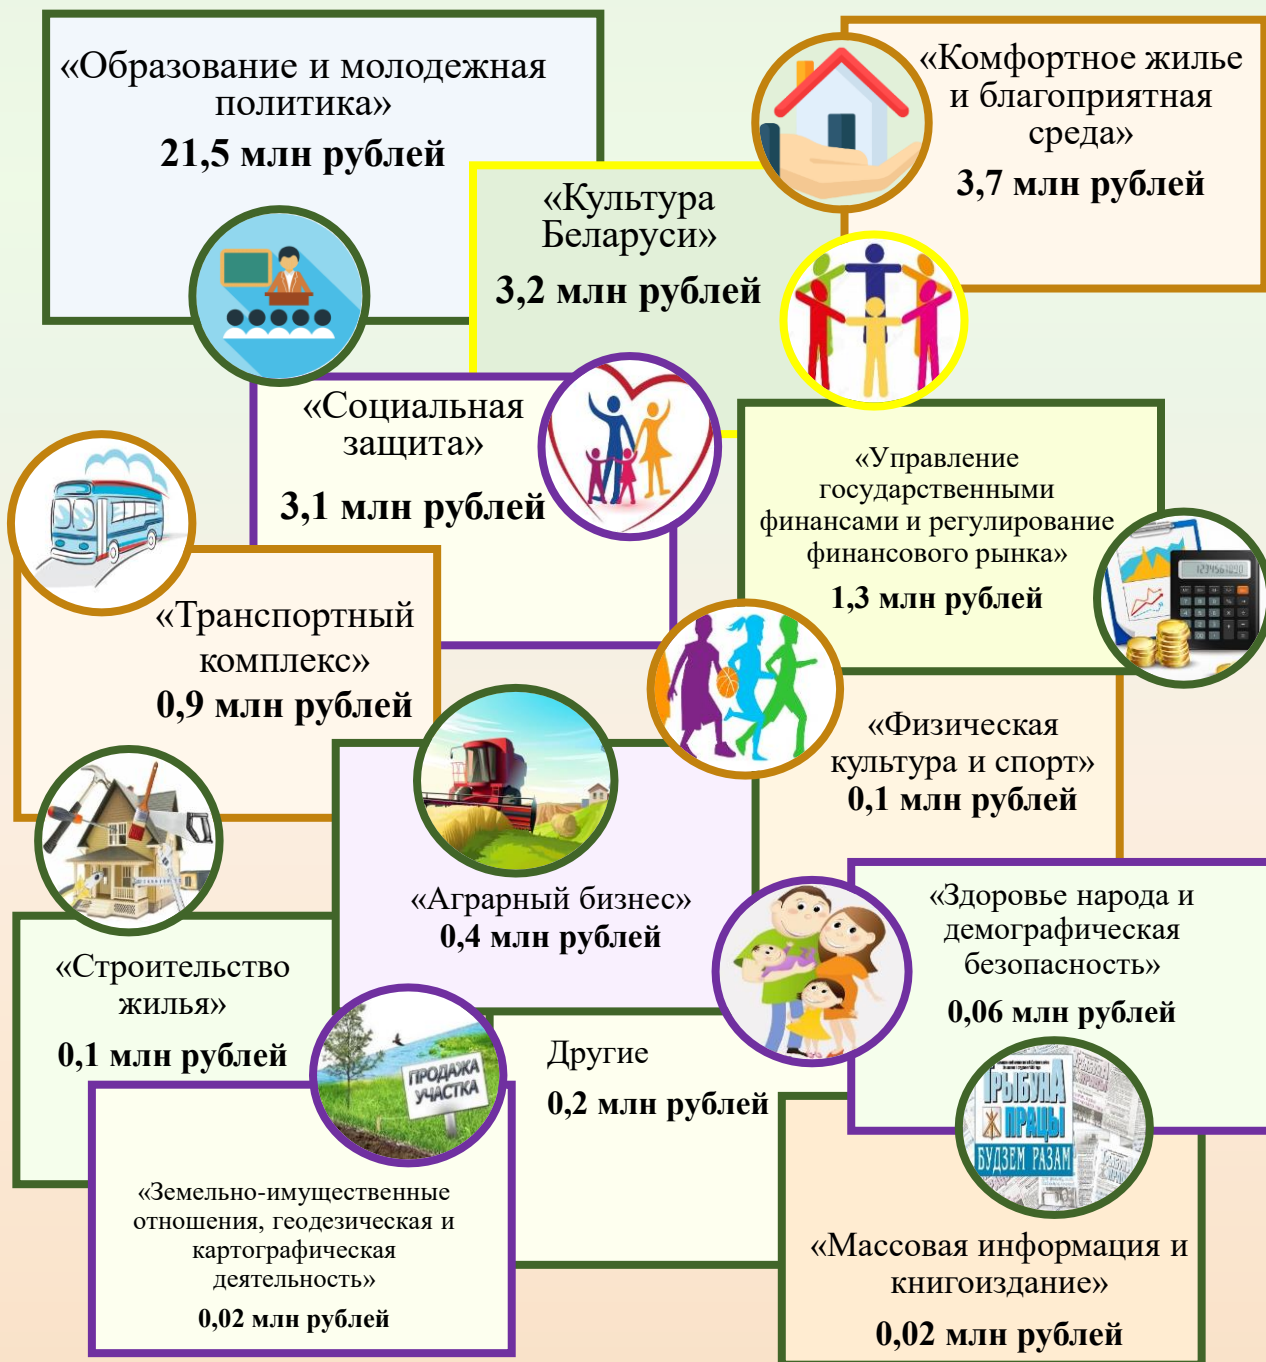 «Образование и молодежная
политика»
21,5 млн рублей
«Комфортное жилье
и благоприятная
среда»
3,7 млн рублей
«Культура
Беларуси»
3,2 млн рублей
«Социальная
защита»
3,1 млн рублей
«Управление
государственными
финансами и регулирование
финансового рынка»
1,3 млн рублей
1234567890
«Транспортный
комплекс»
0,9 млн рублей
«Физическая
культура и спорт»
0,1 млн рублей
«Аграрный бизнес»
0,4 млн рублей
«Здоровье народа и
демографическая
безопасность»
0,06 млн рублей
«Строительство
жилья»
0,1 млн рублей
ПРОДАЖА
УЧАСТКА
Другие
0,2 млн рублей
ТРЫБУНА
ПРАЦЫ
БУДЗЕМ РАЗАМ
«Земельно-имущественные
отношения, геодезическая и
картографическая
деятельность»
0,02 млн рублей
«Массовая информация и
книгоиздание»
0,02 млн рублей